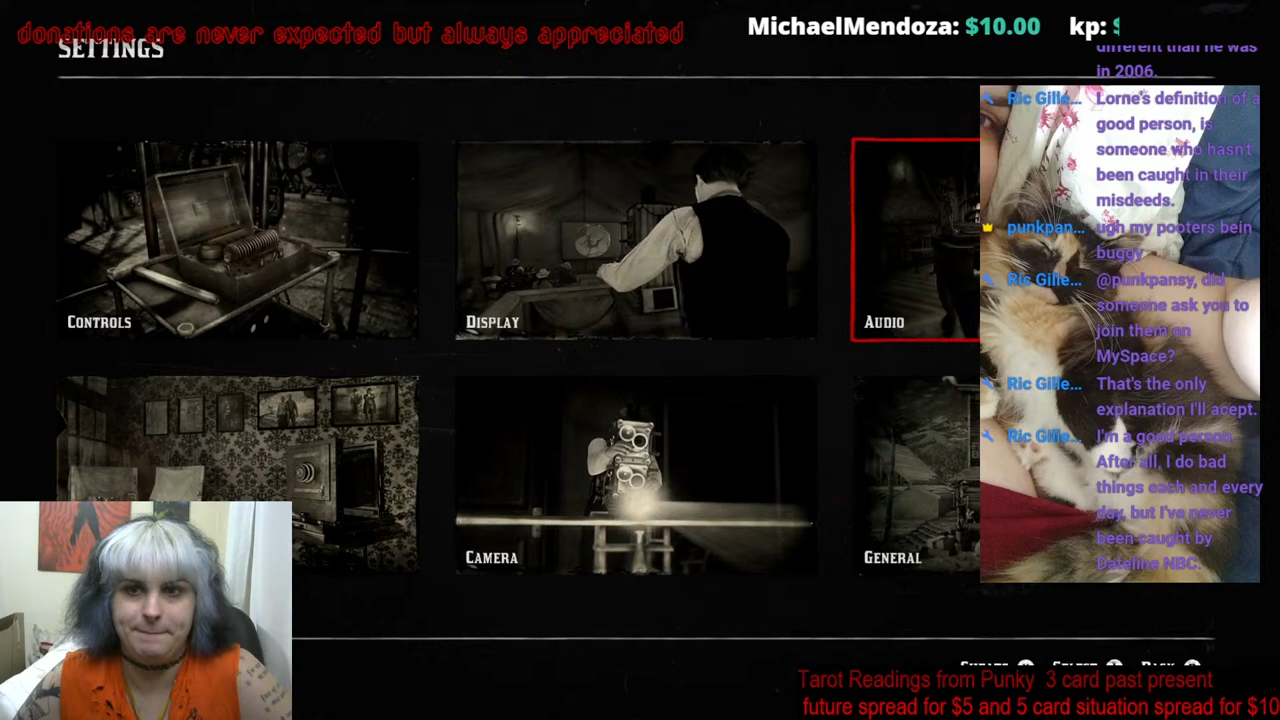 donations are never expected but always appreciated
MichaelMendoza: $10.00 kp:
SETTINGS
different than he was
in 2006.
Ric Gille... Lorne's definition of a
good person, is
someone who hasn't
been caught in their
misdeeds.
punkpan... ugh my pooters bein
buggy
Ric Gille... @punkpansy, did
someone ask you to
join them on
MySpace?
Ric Gille... That's the only
explanation I'll acept.
Ric Gille... I'm a good person.
After all, I do bad
things each and every
day, but I've never
been caught by
Dateline NBC.
CONTROLS
DISPLAY
AUDIO
CAMERA
GENERAL
Tarot Readings from Punky 3 card past present
future spread for $5 and 5 card situation spread for $10